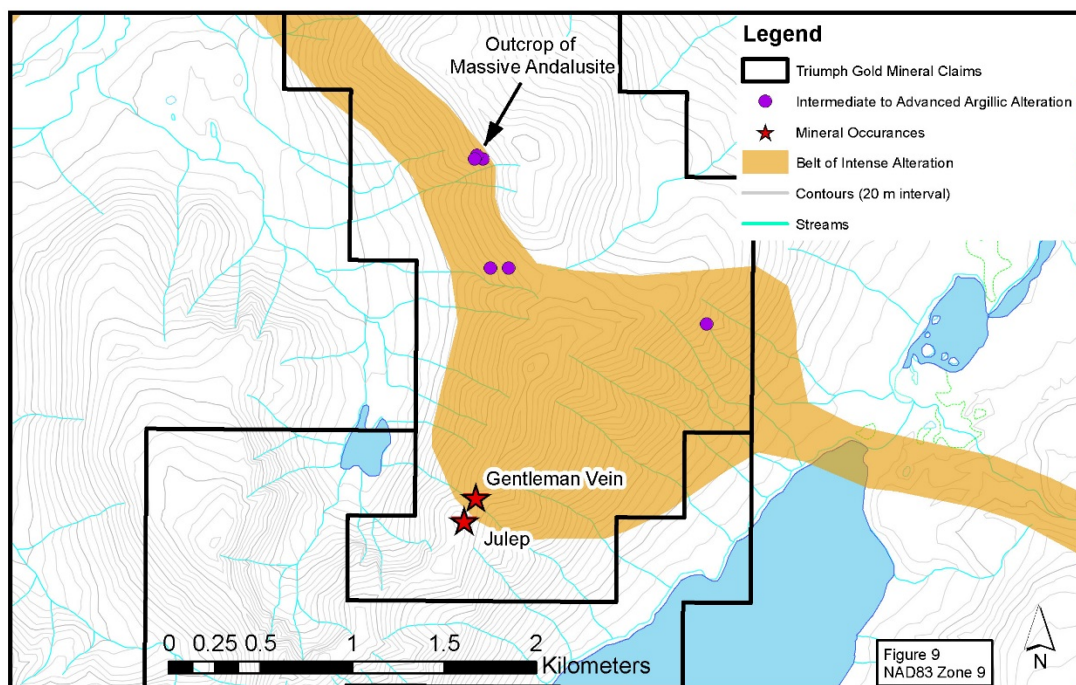 Outcrop of
Massive Andalusite
Legend
Triumph Gold Mineral Claims
Intermediate to Advanced Argillic Alteration
Mineral Occurances
Belt of Intense Alteration
Contours (20 m interval)
Streams
Gentleman Vein
Julep
0 0.25 0.5 1 1.5 2
Kilometers
N
Figure 9
NAD83 Zone 9